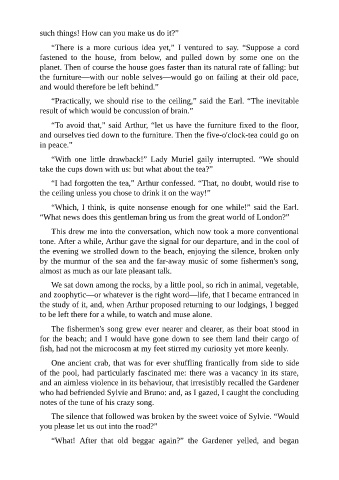 such things! How can you make us do it?”
“There is a more curious idea yet,” I ventured to say. “Suppose a cord
fastened to the house, from below, and pulled down by some one on the
planet. Then of course the house goes faster than its natural rate of falling: but
the furniture—with our noble selves—would go on failing at their old pace,
and would therefore be left behind.”
“Practically, we should rise to the ceiling,” said the Earl. “The inevitable
result of which would be concussion of brain.”
“To avoid that,” said Arthur, “let us have the furniture fixed to the floor,
and ourselves tied down to the furniture. Then the five-o'clock-tea could go on
in peace.”
“With one little drawback!” Lady Muriel gaily interrupted. “We should
take the cups down with us: but what about the tea?”
“I had forgotten the tea,” Arthur confessed. “That, no doubt, would rise to
the ceiling unless you chose to drink it on the way!”
“Which, I think, is quite nonsense enough for one while!” said the Earl.
“What news does this gentleman bring us from the great world of London?”
This drew me into the conversation, which now took a more conventional
tone. After a while, Arthur gave the signal for our departure, and in the cool of
the evening we strolled down to the beach, enjoying the silence, broken only
by the murmur of the sea and the far-away music of some fishermen's song,
almost as much as our late pleasant talk.
We sat down among the rocks, by a little pool, so rich in animal, vegetable,
and zoophytic—or whatever is the right word—life, that I became entranced in
the study of it, and, when Arthur proposed returning to our lodgings, I begged
to be left there for a while, to watch and muse alone.
The fishermen's song grew ever nearer and clearer, as their boat stood in
for the beach; and I would have gone down to see them land their cargo of
fish, had not the microcosm at my feet stirred my curiosity yet more keenly.
One ancient crab, that was for ever shuffling frantically from side to side
of the pool, had particularly fascinated me: there was a vacancy in its stare,
and an aimless violence in its behaviour, that irresistibly recalled the Gardener
who had befriended Sylvie and Bruno: and, as I gazed, I caught the concluding
notes of the tune of his crazy song.
The silence that followed was broken by the sweet voice of Sylvie. “Would
you please let us out into the road?”
“What! After that old beggar again?” the Gardener yelled, and began